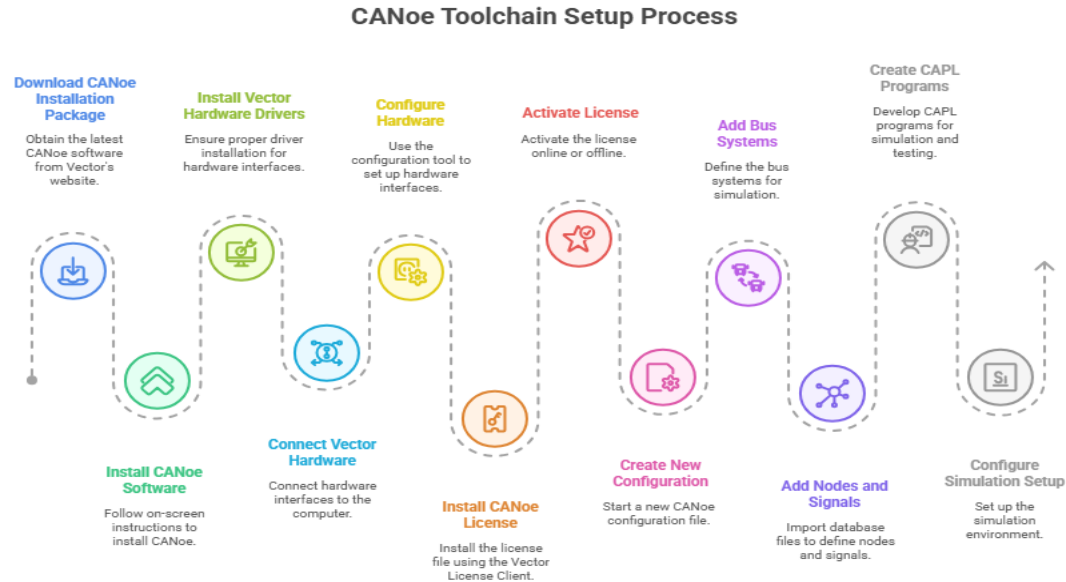 CANoe Toolchain Setup Process
Download CANoe
Installation
Package
Obtain the latest
CANoe software
from Vector's
website.
Install CANoe
Software
Follow on-screen
instructions to
install CANoe.
Install Vector
Hardware Drivers
Ensure proper driver
installation for
hardware interfaces.
Connect Vector
Hardware
Connect hardware
interfaces to the
computer.
Configure
Hardware
Use the
configuration tool to
set up hardware
interfaces.
Install CANoe
License
Install the license
file using the Vector
License Client.
Activate License
Activate the license
online or offline.
Create New
Configuration
Start a new CANoe
configuration file.
Add Bus
Systems
Define the bus
systems for
simulation.
Add Nodes and
Signals
Import database
files to define nodes
and signals.
Create CAPL
Programs
Develop CAPL
programs for
simulation and
testing.
Si
Configure
Simulation Setup
Set up the
simulation
environment.